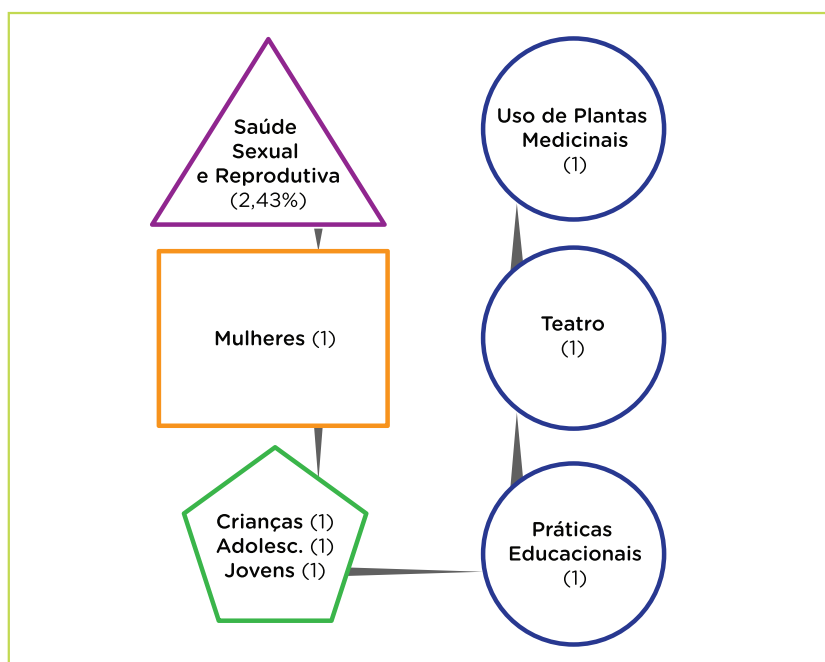 Saúde
Sexual
e Reprodutiva
(2,43%)
Mulheres (1)
Crianças (1)
Adolesc. (1)
Jovens (1)
Práticas
Educacionais
(1)
Teatro
(1)
Uso de Plantas
Medicinais
(1)